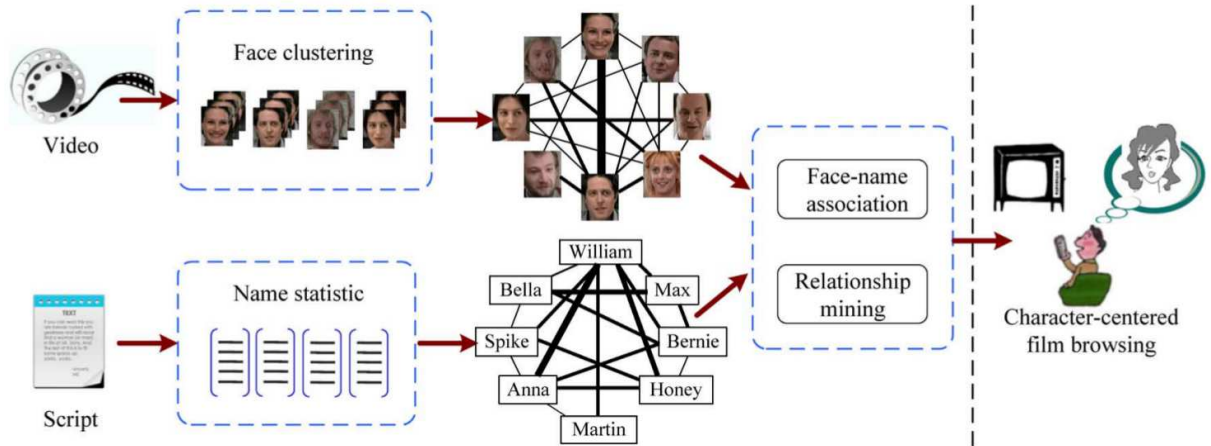 Face clustering
Video
Face-name
association
Relationship
mining
Character-centered
film browsing
Name statistic
TEXT
Script
William
Bella
Max
Spike
Bernie
Anna
Honey
Martin